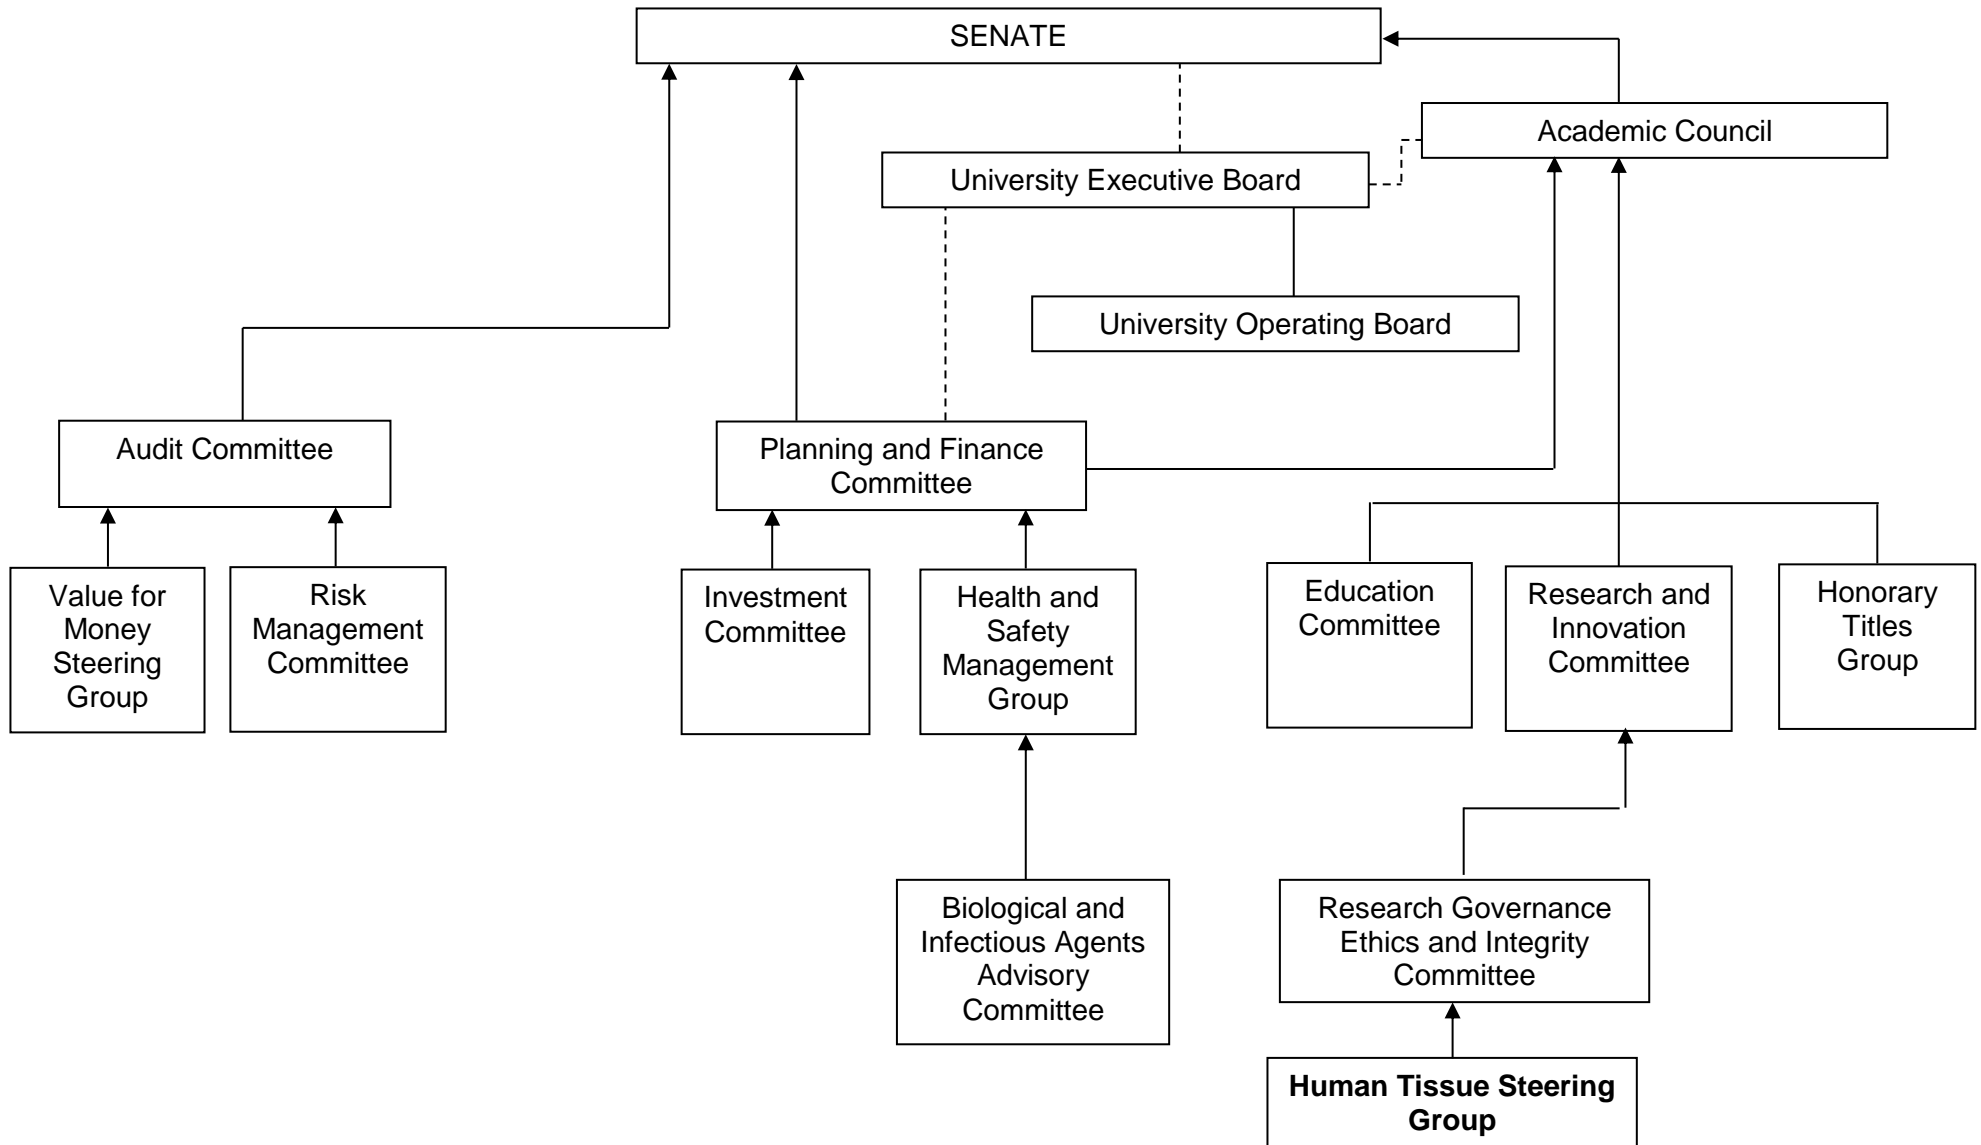 SENATE
Academic Council
University Executive Board
University Operating Board
Audit Committee
Planning and Finance
Committee
Value for
Money
Steering
Group
Risk
Management
Committee
Investment
Committee
Health and
Safety
Management
Group
Education
Committee
Research and
Innovation
Committee
Honorary
Titles
Group
Biological and
Infectious Agents
Advisory
Committee
Research Governance
Ethics and Integrity
Committee
Human Tissue Steering
Group